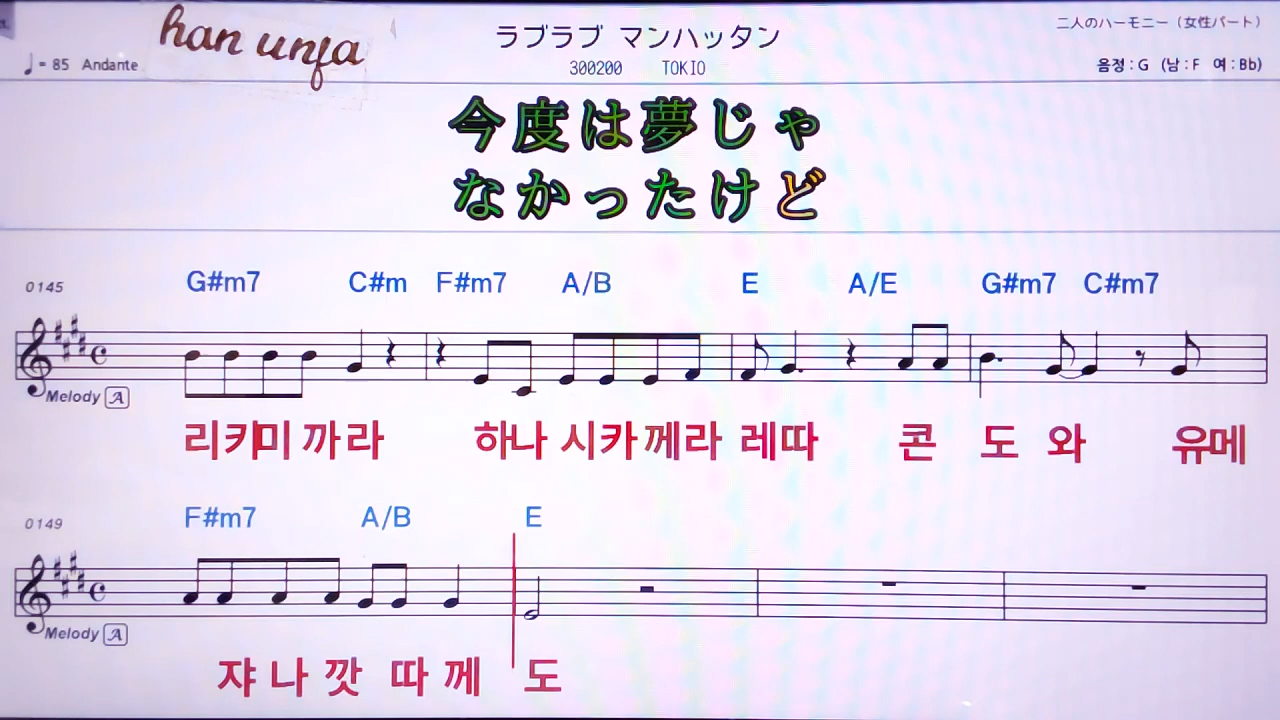 han unja
ラブラブ マンハッタン
二人のハーモニー（女性パート）
♩= 85 Andante
300200 TOKIO
음정 : G (남 : F 여 : Bb)
今度は夢じゃ
なかったけど
0145 G#m7 C#m F#m7 A/B E A/E G#m7 C#m7
Melody A
리키미 까라 하나 시카께라 레따 콘 도 와 유메
0149 F#m7 A/B E
Melody A
쟈 나 깟 따 께 도